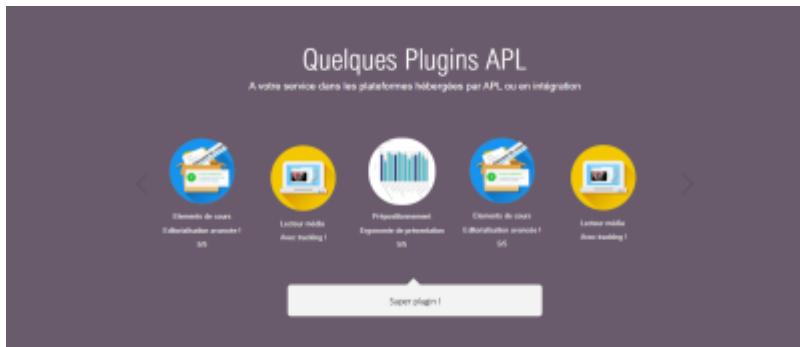 Quelques Plugins APL
A votre service dans les plateformes hébergées par APL ou en intégration
Elements de cours
Editorialisation avancée !
5/5
Lecteur média
Avec tracking !
Prépositionnement
Ergonomie de présentation
5/5
Elements de cours
Editorialisation avancée !
5/5
Lecteur média
Avec tracking !
Super plugin !